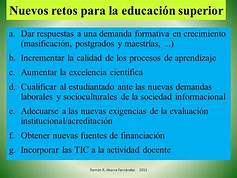 Nuevos retos para la educación superior
a. Dar respuestas a una demanda formativa en crecimiento
(masificación, postgrados y maestrías, ...)
b. Incrementar la calidad de los procesos de aprendizaje
c. Aumentar la excelencia científica
d. Cualificar al estudiantado ante las nuevas demandas
laborales y socioculturales de la sociedad informacional
e. Adecuarse a las nuevas exigencias de la evaluación
institucional/acreditación
f. Obtener nuevas fuentes de financiación
g. Incorporar las TIC a la actividad docente